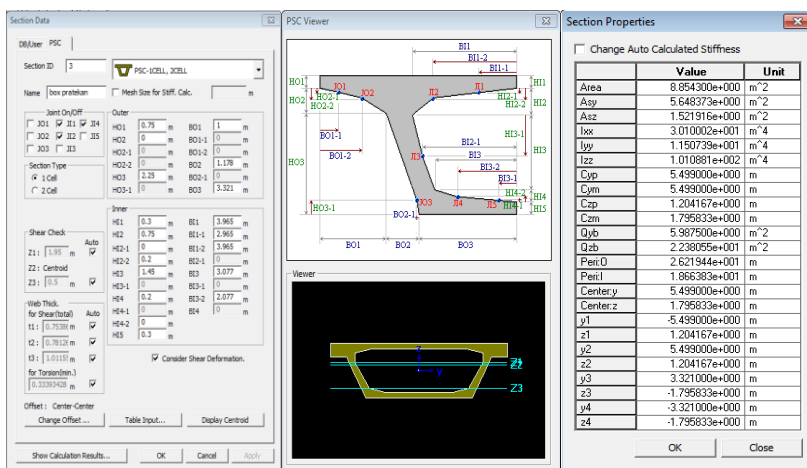 Section Data
DB/User PSC
Section ID 3 PSC-1CELL, 2CELL
Name box pratekan Mesh Size for Stiff. Calc. m
Joint On/Off
JO1 JI1 JI4
JO2 JI2 JI5
JO3 JI3
Section Type
1 Cell
2 Cell
Outer
HO1 0.75 m BO1 1 m
HO2 0 m BO1-1 0 m
HO2-1 0 m BO1-2 0 m
HO2-2 0 m BO2 1.178 m
HO3 2.25 m BO2-1 0 m
HO3-1 0 m BO3 3.321 m
Inner
HI1 0.3 m BI1 3.965 m
HI2 0.75 m BI1-1 2.965 m
HI2-1 0 m BI1-2 3.965 m
HI2-2 0.2 m BI2-1 0 m
HI3 1.45 m BI3 3.077 m
HI3-1 0 m BI3-1 0 m
HI4 0.2 m BI3-2 2.077 m
HI4-1 0 m BI4 0 m
HI4-2 0 m
HI5 0.3 m
Shear Check
Auto
Z1 : 1.95 m
Z2 : Centroid
Z3 : 0.5 m
Web Thick.
for Shear(total) Auto
t1 : m
t2 : m
t3 : m
for Torsion(min.)
0.33393428 m
Consider Shear Deformation.
Offset : Center-Center
Change Offset ... Table Input... Display Centroid
Show Calculation Results... OK Cancel Apply
PSC Viewer
BI1
BI1-2
BI1-1
HO1 JO1 JO2 JI2 JI1 HI1
HO2 HO2-2 HI2-1 HI2 HI2-2
BO1-1
BO1-2
HI3-1
BI2-1
JI3 BI3 HI3
HO3 BI3-2
BI3-1
HO3-1 JO3 JI4 JI5 HI4-2 HI4 HI4-1 HI5
BO2-1
BO1 BO2 BO3
Viewer
Z1
Z2
Z3
z
y
Section Properties
Change Auto Calculated Stiffness
Value Unit
Area 8.854300e+000 m^2
Asy 5.648373e+000 m^2
Asz 1.521916e+000 m^2
Ixx 3.010002e+001 m^4
Iyy 1.150739e+001 m^4
Izz 1.010881e+002 m^4
Cyp 5.499000e+000 m
Cym 5.499000e+000 m
Czp 1.204167e+000 m
Czm 1.795833e+000 m
Qyb 5.987500e+000 m^2
Qzb 2.238055e+001 m^2
Peri:O 2.621944e+001 m
Peri:I 1.866383e+001 m
Center:y 5.499000e+000 m
Center:z 1.795833e+000 m
y1 -5.499000e+000 m
z1 1.204167e+000 m
y2 5.499000e+000 m
z2 1.204167e+000 m
y3 3.321000e+000 m
z3 -1.795833e+000 m
y4 -3.321000e+000 m
z4 -1.795833e+000 m
OK Close